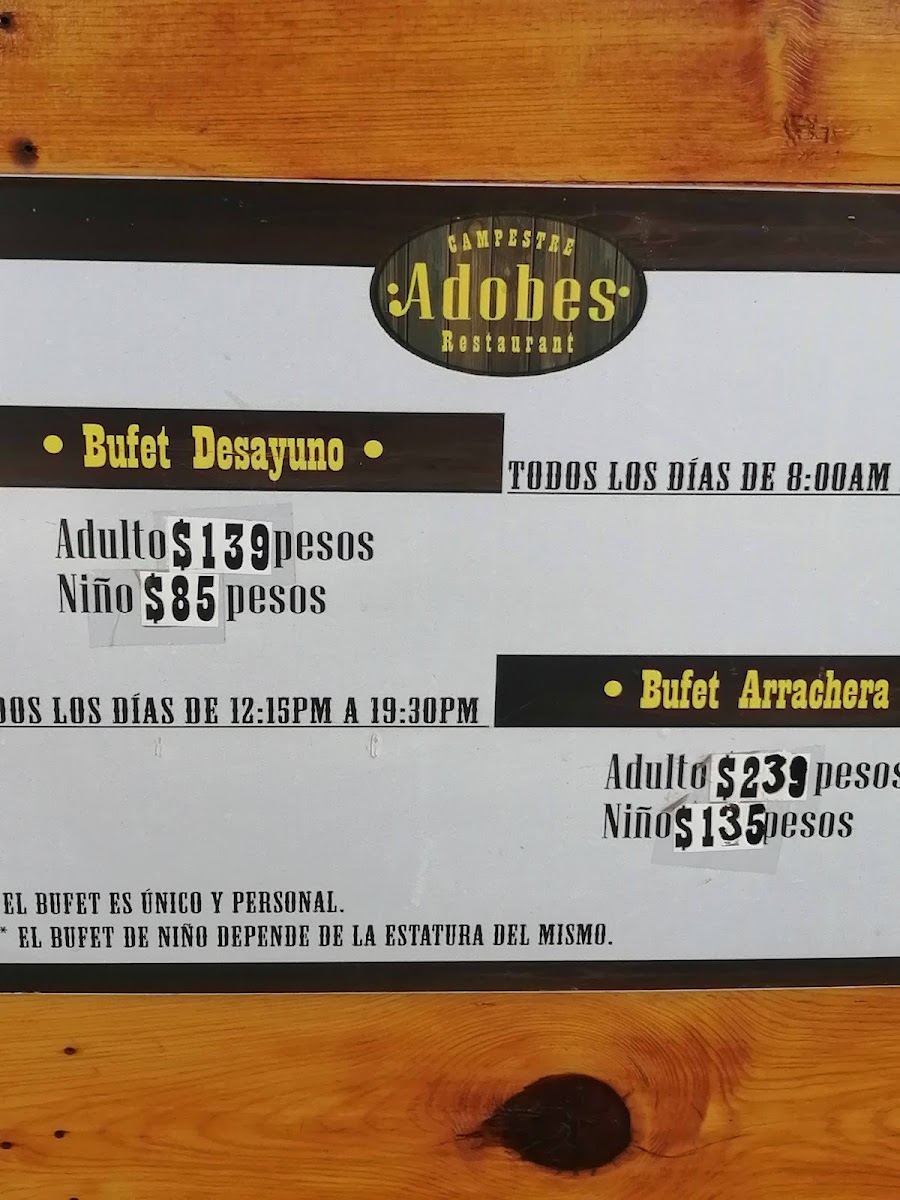 CAMPESTRE
Adobes
Restaurant
Bufet Desayuno
TODOS LOS DÍAS DE 8:00AM
Adulto $139 pesos
Niño $85 pesos
LOS DÍAS DE 12:15PM A 19:30PM
Bufet Arrachera
Adulto $239 pesos
Niño $135 pesos
EL BUFET ES ÚNICO Y PERSONAL.
* EL BUFET DE NIÑO DEPENDE DE LA ESTATURA DEL MISMO.